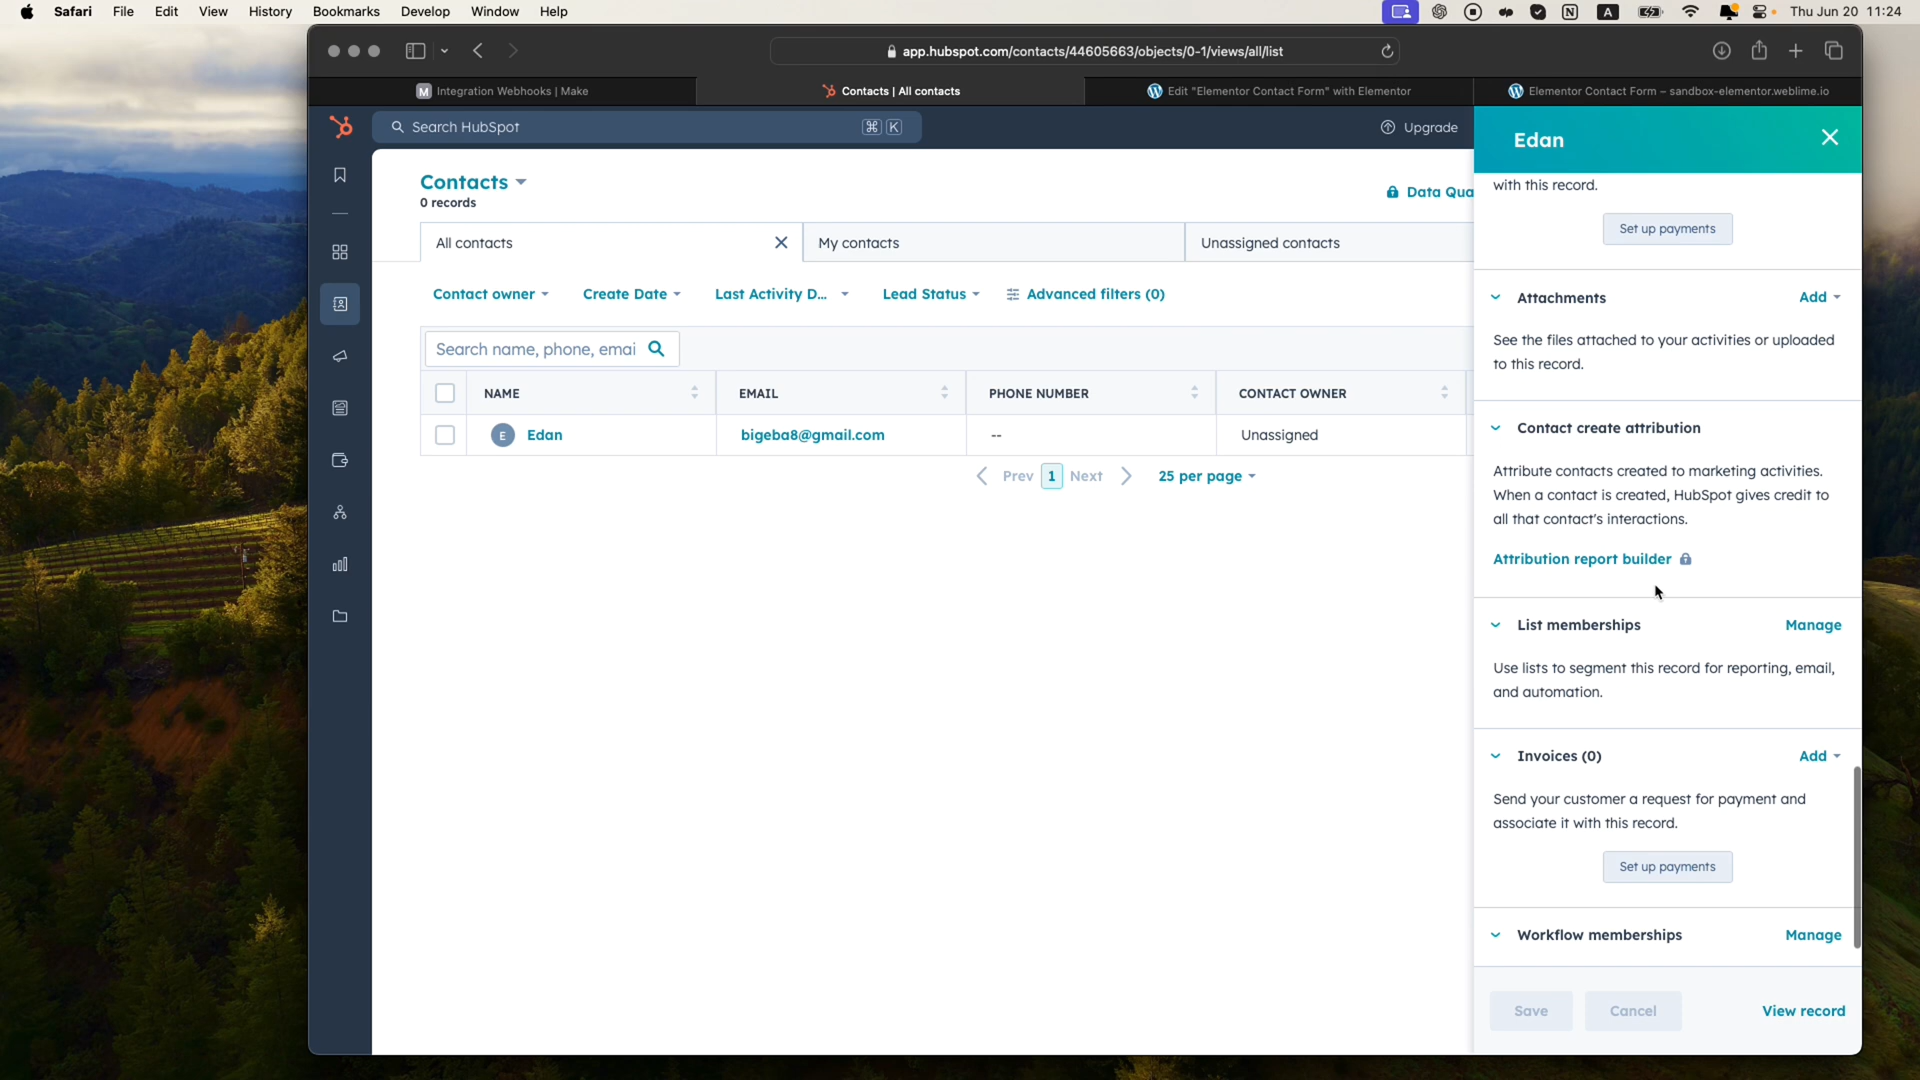 Safari File Edit View History Bookmarks Develop Window Help
A
Thu Jun 20 11:24
app.hubspot.com/contacts/44605663/objects/0-1/views/all/list
M Integration Webhooks | Make
Contacts | All contacts
Edit "Elementor Contact Form" with Elementor
Elementor Contact Form – sandbox-elementor.weblime.io
Search HubSpot
⌘ K
Upgrade
Contacts
0 records
Data Qua
All contacts
My contacts
Unassigned contacts
Contact owner
Create Date
Last Activity D...
Lead Status
Advanced filters (0)
Search name, phone, emai
NAME
EMAIL
PHONE NUMBER
CONTACT OWNER
E Edan
bigeba8@gmail.com
--
Unassigned
Prev 1 Next
25 per page
Edan
with this record.
Set up payments
Attachments
Add
See the files attached to your activities or uploaded
to this record.
Contact create attribution
Attribute contacts created to marketing activities.
When a contact is created, HubSpot gives credit to
all that contact's interactions.
Attribution report builder
List memberships
Manage
Use lists to segment this record for reporting, email,
and automation.
Invoices (0)
Add
Send your customer a request for payment and
associate it with this record.
Set up payments
Workflow memberships
Manage
Save
Cancel
View record